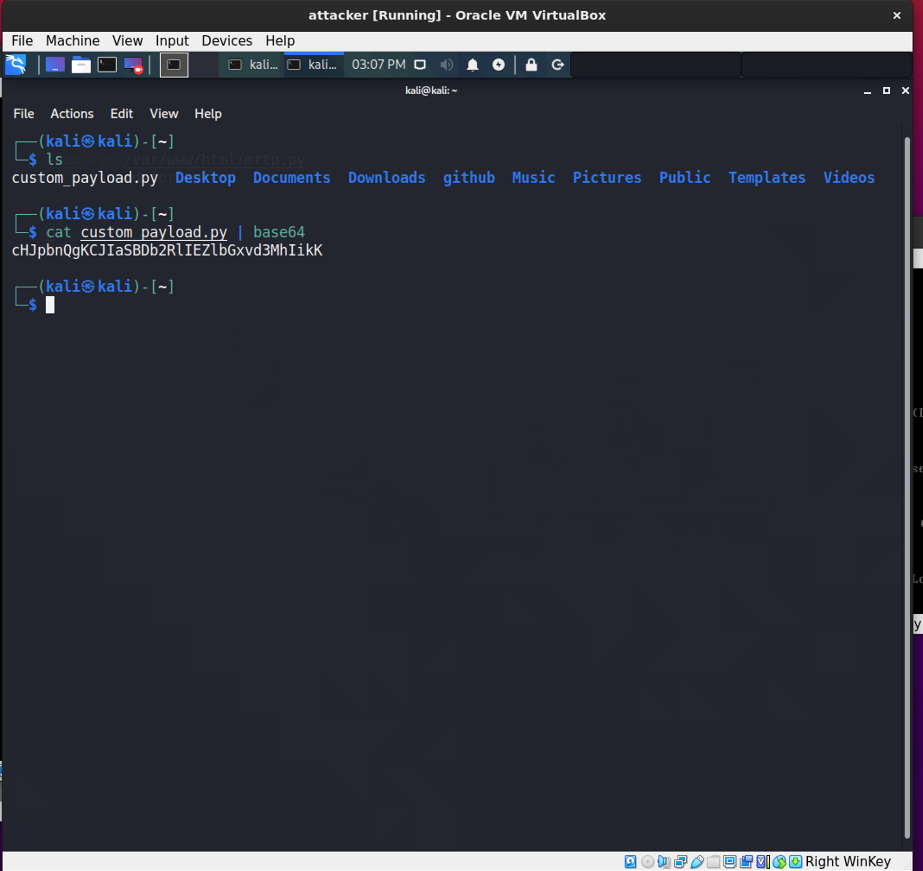 attacker [Running] - Oracle VM VirtualBox
File Machine View Input Devices Help
kali... kali... 03:07 PM
kali@kali: ~
File Actions Edit View Help
┌──(kali㉿kali)-[~]
└─$ ls
custom_payload.py Desktop Documents Downloads github Music Pictures Public Templates Videos
┌──(kali㉿kali)-[~]
└─$ cat custom_payload.py | base64
cHJpbnQgKCJIaSBDb2RlIEZlbGxvd3MhIikK
┌──(kali㉿kali)-[~]
└─$
Right WinKey